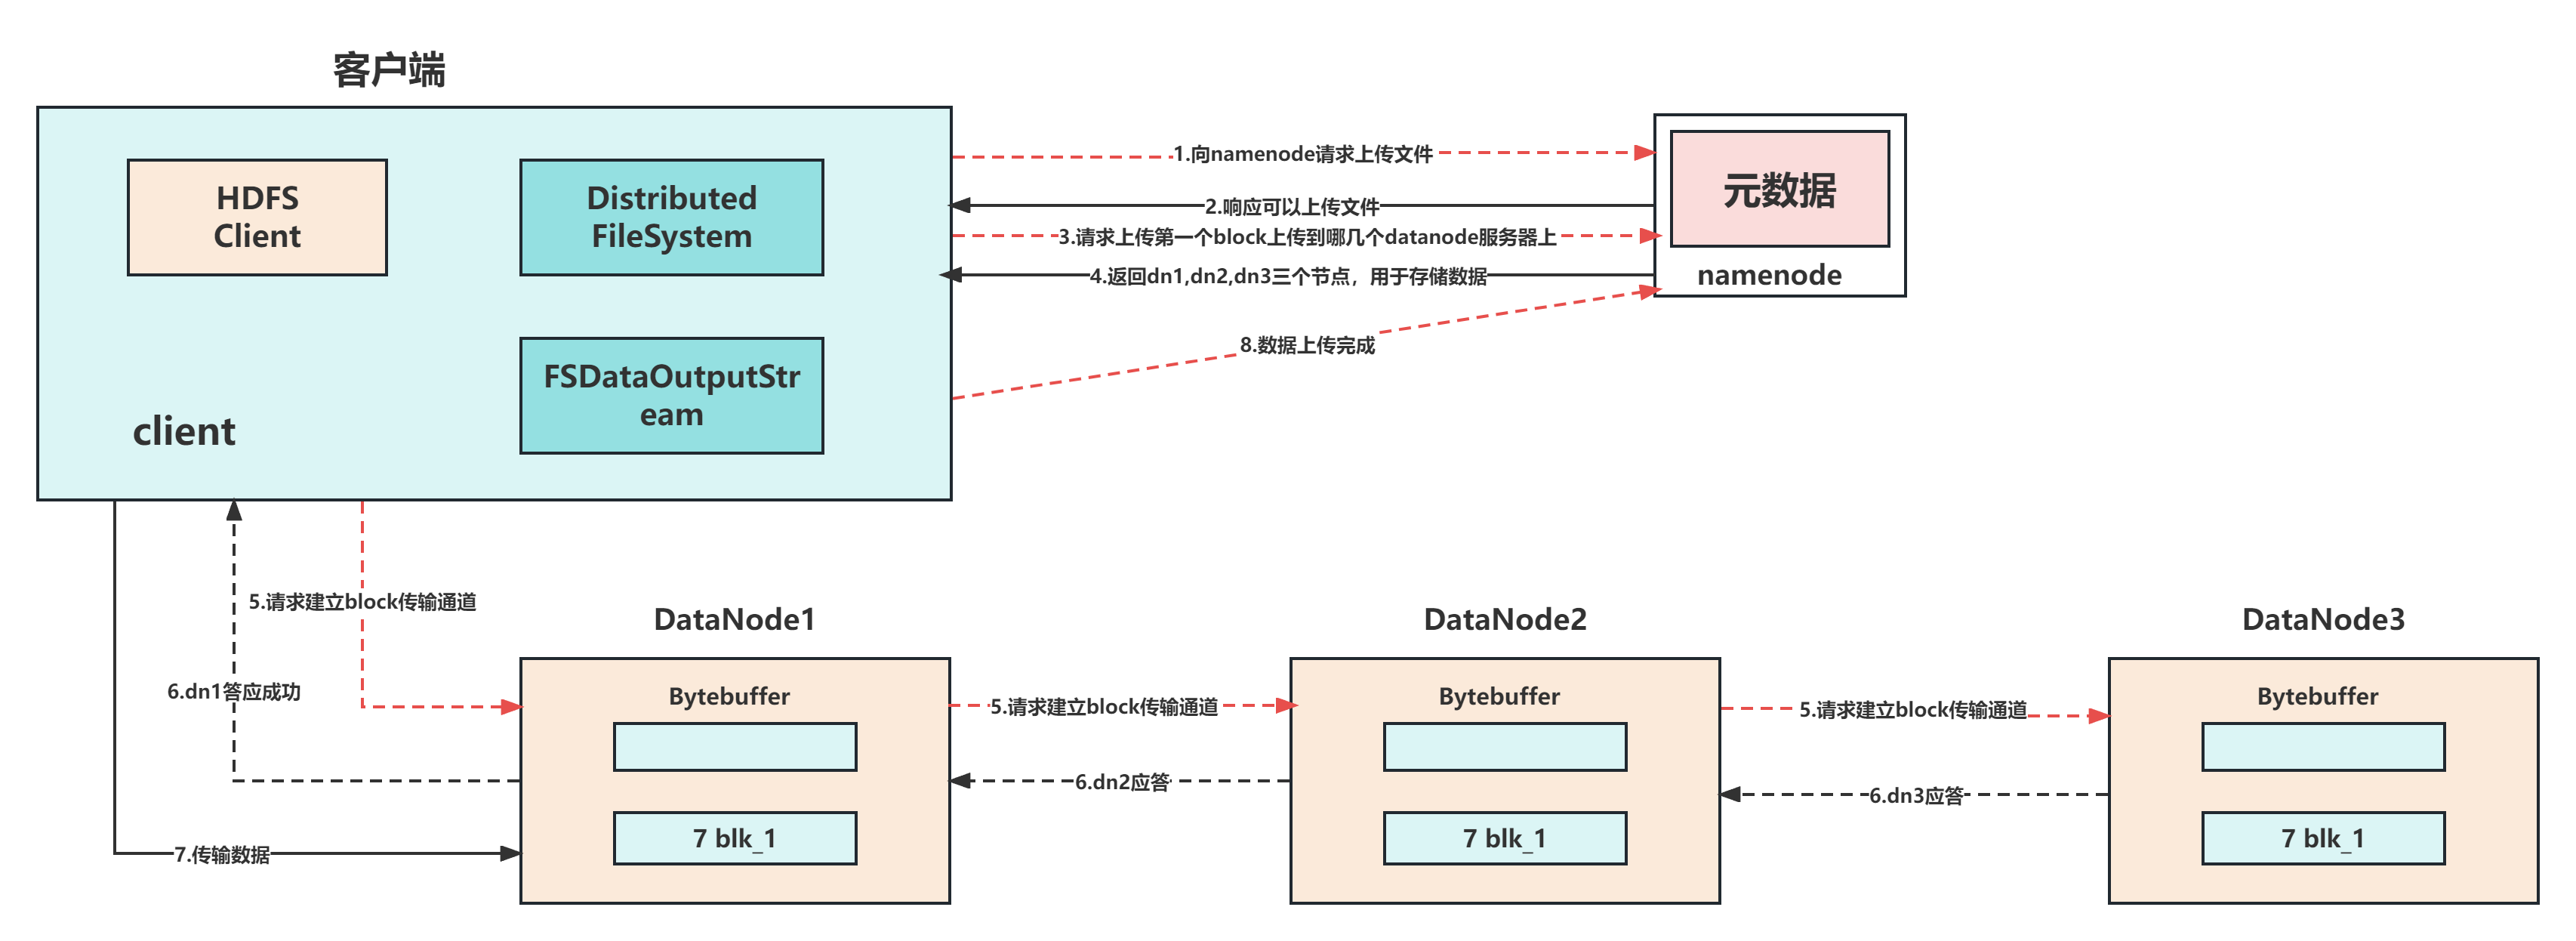 客户端
HDFS
Client
Distributed
FileSystem
FSDataOutputStr
eam
client
1.向namenode请求上传文件
2.响应可以上传文件
3.请求上传第一个block上传到哪几个datanode服务器上
4.返回dn1,dn2,dn3三个节点，用于存储数据
8.数据上传完成
元数据
namenode
5.请求建立block传输通道
6.dn1答应成功
7.传输数据
DataNode1
Bytebuffer
7 blk_1
5.请求建立block传输通道
6.dn2应答
DataNode2
Bytebuffer
7 blk_1
5.请求建立block传输通道
6.dn3应答
DataNode3
Bytebuffer
7 blk_1